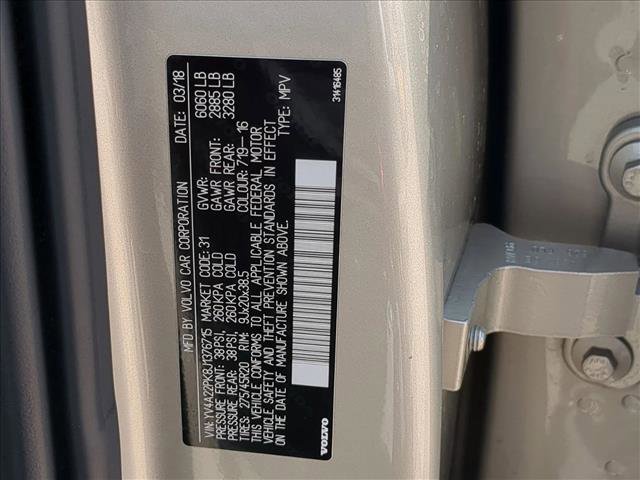 MFD BY VOLVO CAR CORPORATION DATE: 03/18
VIN: YV4A22PK8J1376775 MARKET CODE: 31 GVWR: 6060 LB
PRESSURE FRONT: 38PSI, 260KPA COLD GAWR FRONT: 2885 LB
PRESSURE REAR: 38PSI, 260KPA COLD GAWR REAR: 3280 LB
TIRE: 275/45R20 RIM: 9Jx20x38.5 COLOUR: 719--16
THIS VEHICLE CONFORMS TO ALL APPLICABLE FEDERAL MOTOR
VEHICLE SAFETY AND THEFT PREVENTION STANDARDS IN EFFECT
ON THE DATE OF MANUFACTURE SHOWN ABOVE. TYPE: MPV
VOLVO 31416485